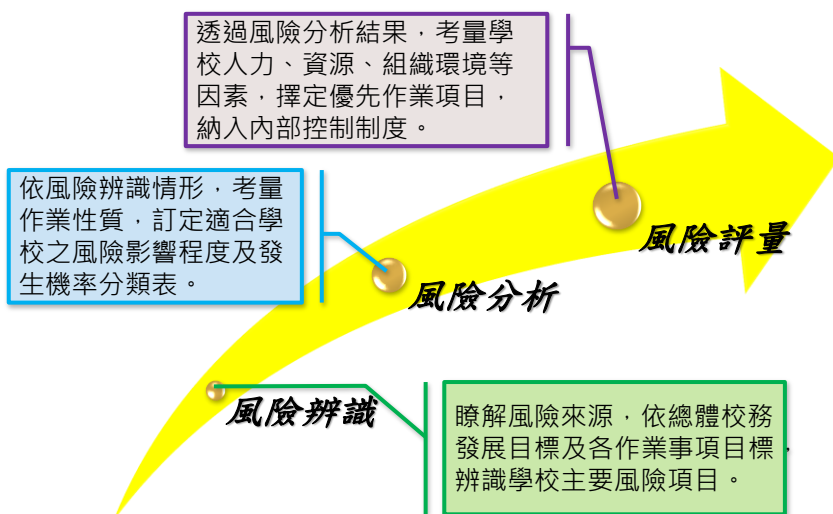 透過風險分析結果，考量學
校人力、資源、組織環境等
因素，擇定優先作業項目，
納入內部控制制度。
風險評量
依風險辨識情形，考量
作業性質，訂定適合學
校之風險影響程度及發
生機率分類表。
風險分析
風險辨識
瞭解風險來源，依總體校務
發展目標及各作業事項目標，
辨識學校主要風險項目。